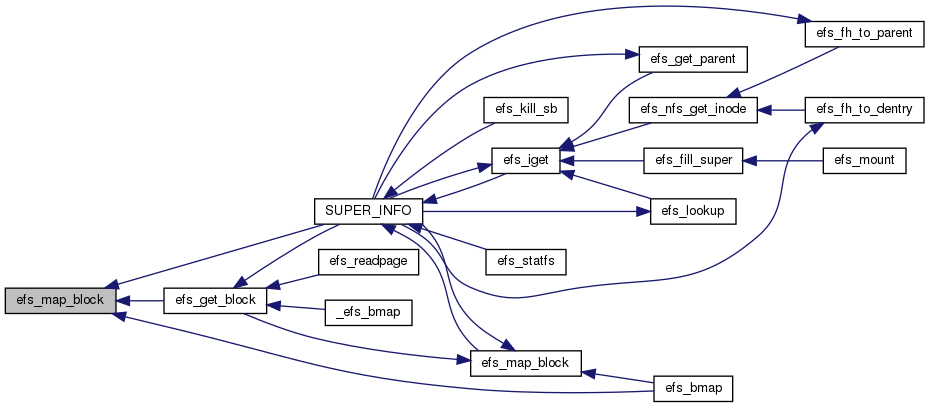 efs_fh_to_parent
efs_get_parent
efs_kill_sb
efs_nfs_get_inode
efs_fh_to_dentry
efs_iget
efs_fill_super
efs_mount
SUPER_INFO
efs_lookup
efs_readpage
efs_statfs
efs_map_block
efs_get_block
_efs_bmap
efs_map_block
efs_bmap